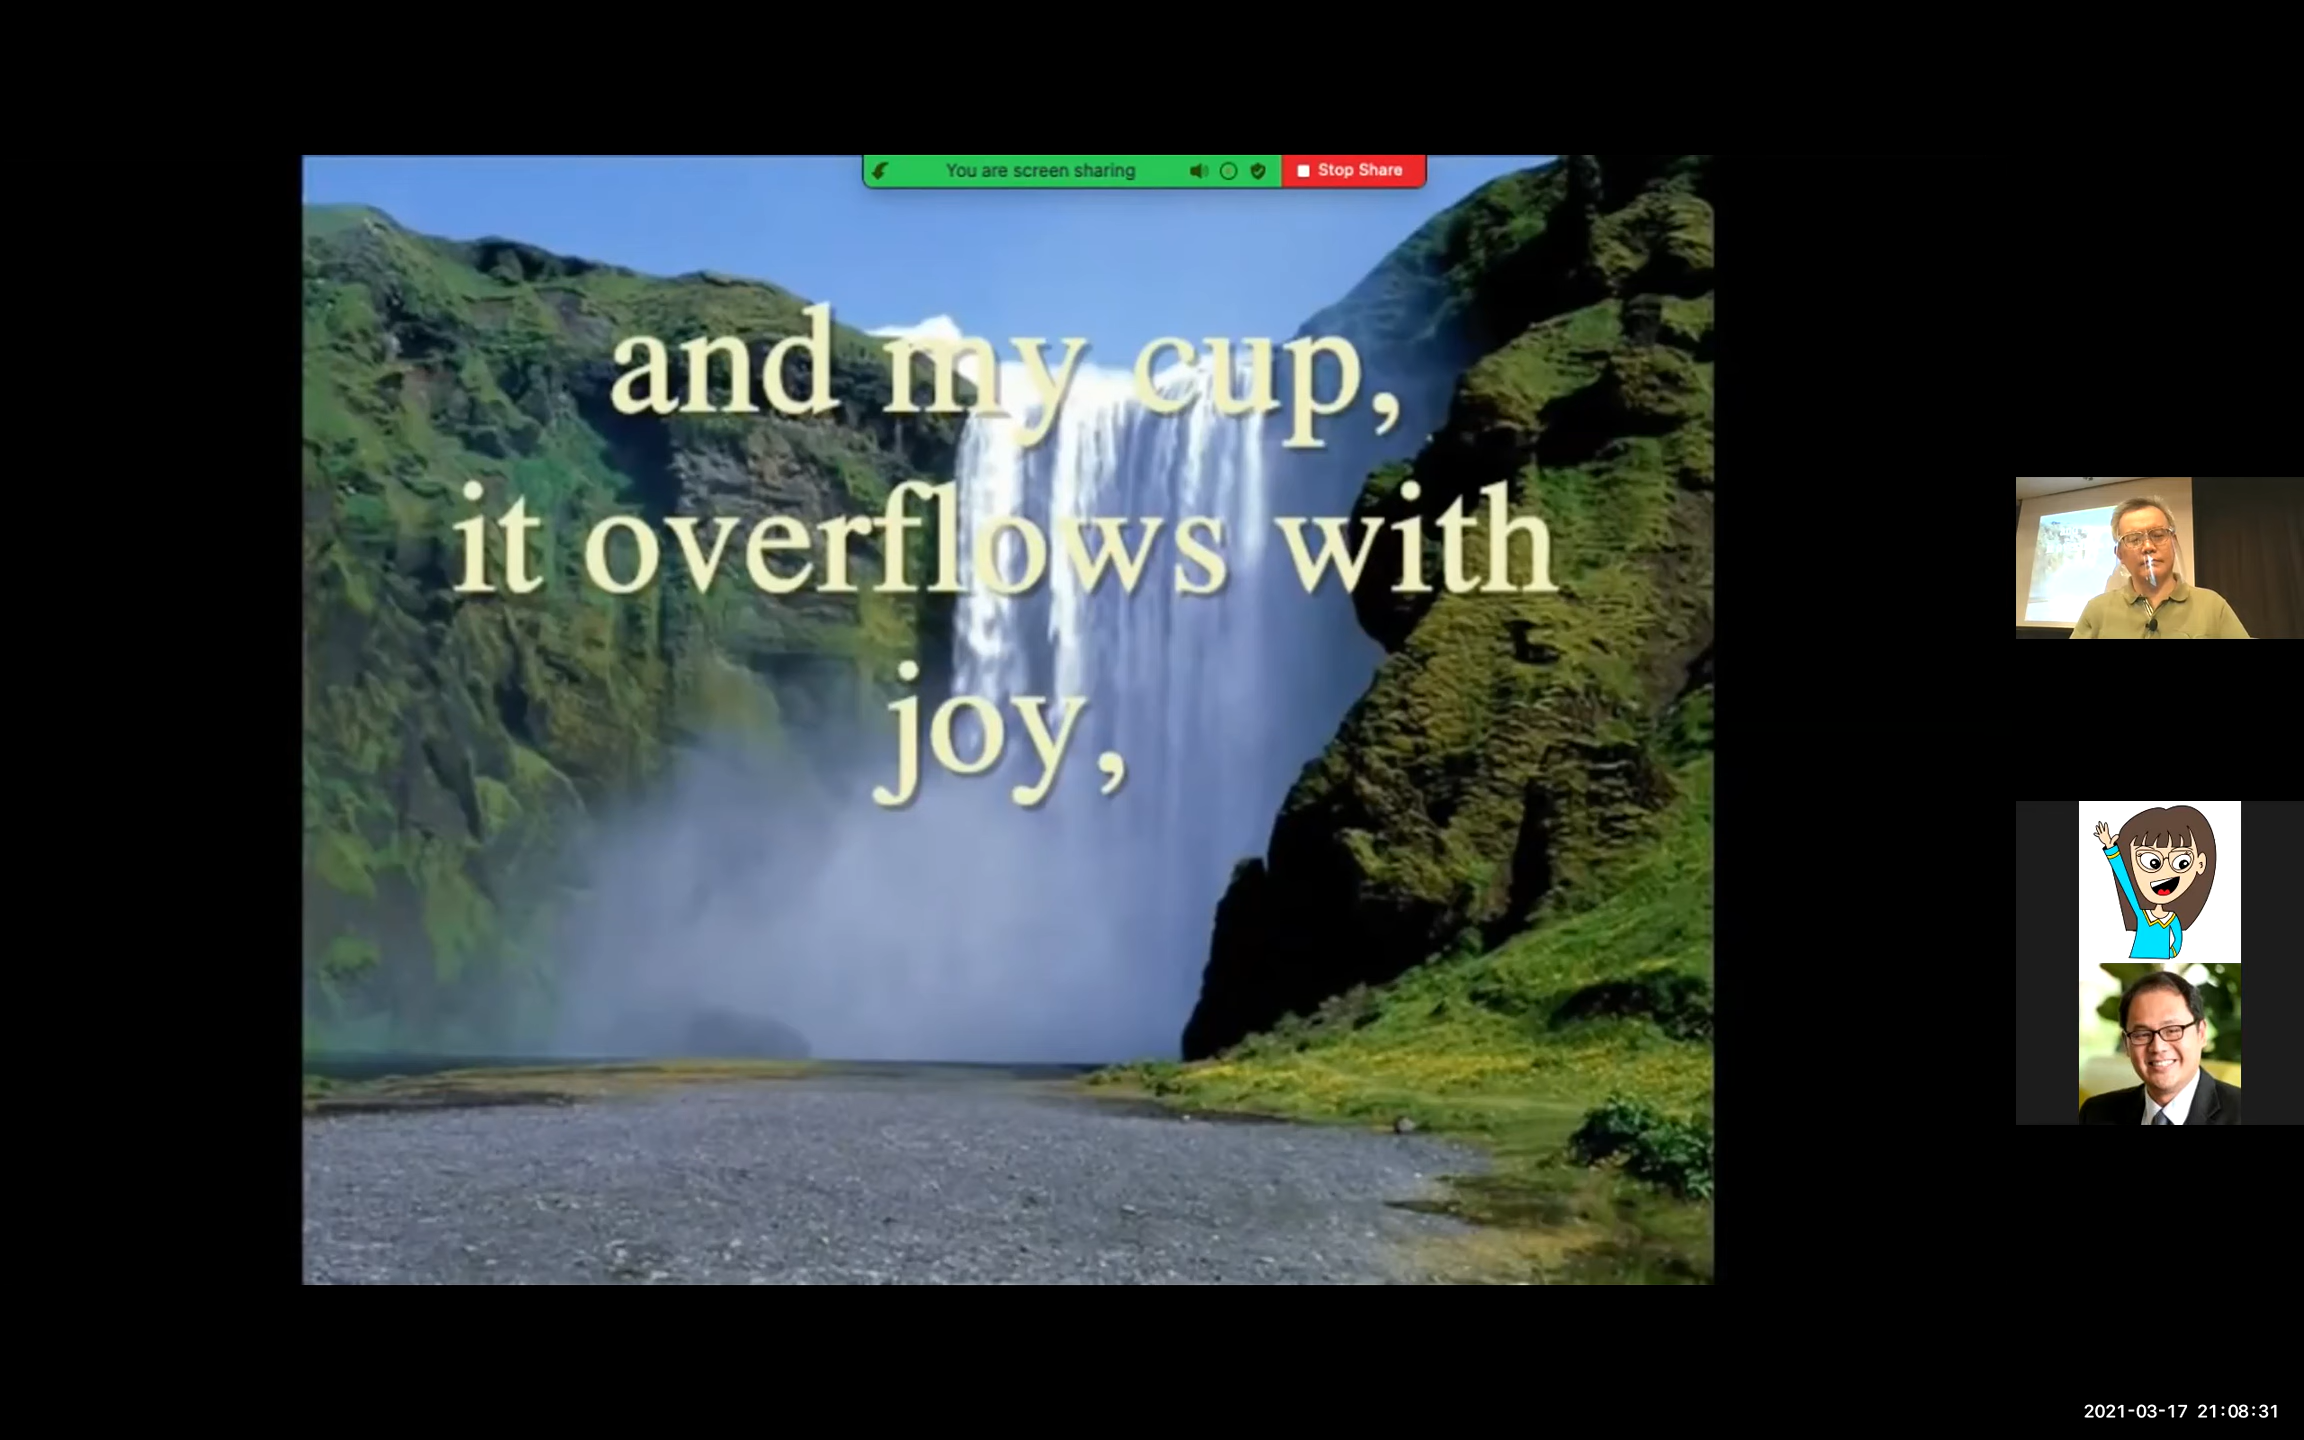 You are screen sharing
Stop Share
and my cup,
it overflows with
joy,
2021-03-17 21:08:31